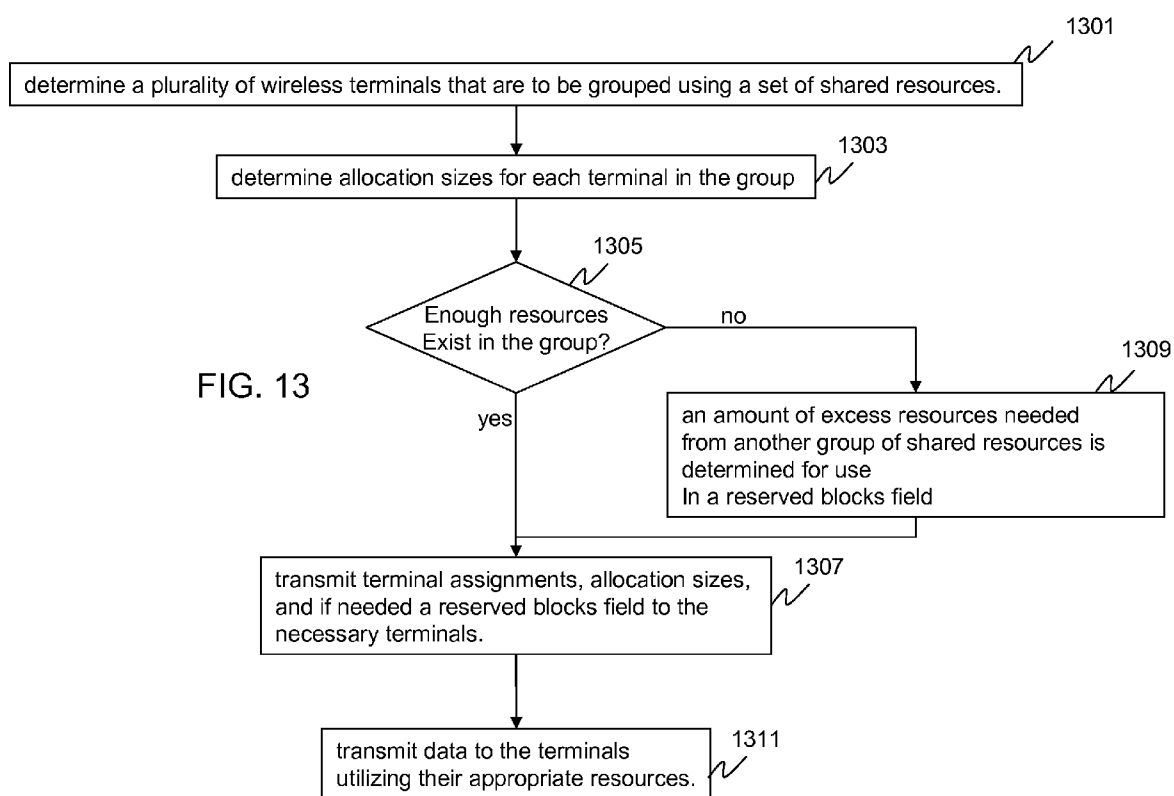 1301
determine a plurality of wireless terminals that are to be grouped using a set of shared resources.
1303
determine allocation sizes for each terminal in the group
1305
Enough resources
Exist in the group?
no
yes
FIG. 13
1309
an amount of excess resources needed
from another group of shared resources is
determined for use
In a reserved blocks field
1307
transmit terminal assignments, allocation sizes,
and if needed a reserved blocks field to the
necessary terminals.
1311
transmit data to the terminals
utilizing their appropriate resources.